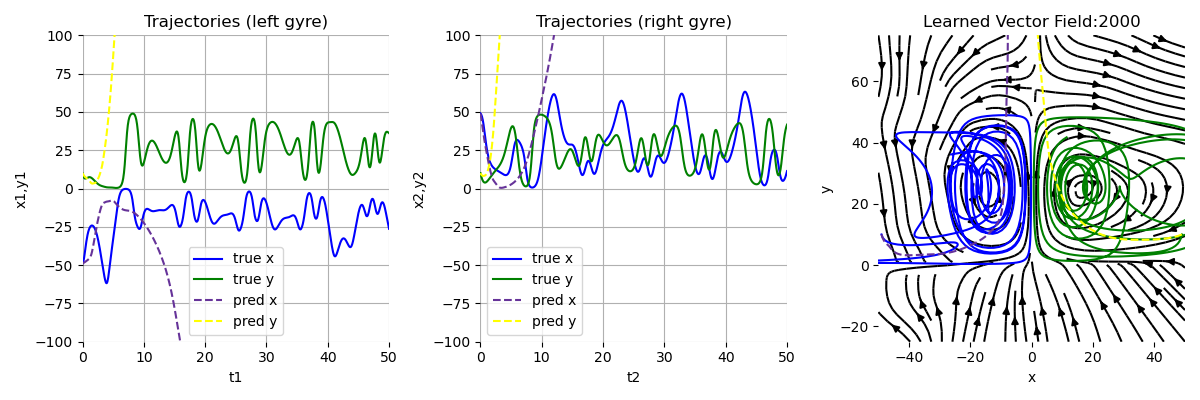 Trajectories (left gyre)
100
75
50
25
0
−25
−50
−75
−100
0
10
20
30
40
50
x1,y1
t1
true x
true y
pred x
pred y
Trajectories (right gyre)
100
75
50
25
0
−25
−50
−75
−100
0
10
20
30
40
50
x2,y2
t2
true x
true y
pred x
pred y
Learned Vector Field:2000
60
40
20
0
−20
−40
−20
0
20
40
y
x